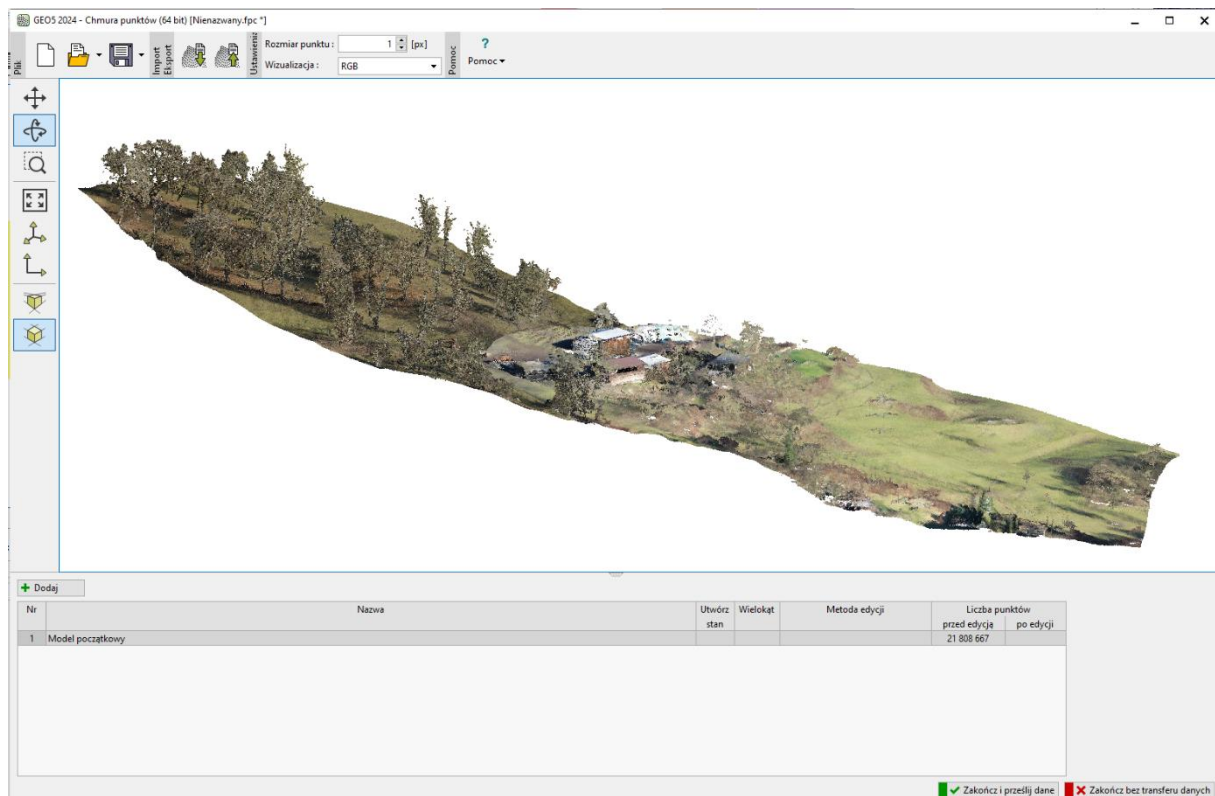 GEO5 2024 - Chmura punktów (64 bit) [Nienazwany.fpc *]
Plik
Import
Eksport
Ustawienia
Rozmiar punktu :
1
[px]
Wizualizacja :
RGB
Pomoc
?
Pomoc
Dodaj
Nr
Nazwa
Utwórz
stan
Wielokąt
Metoda edycji
Liczba punktów
przed edycją
po edycji
1
Model początkowy
21 808 667
Zakończ i prześlij dane
Zakończ bez transferu danych